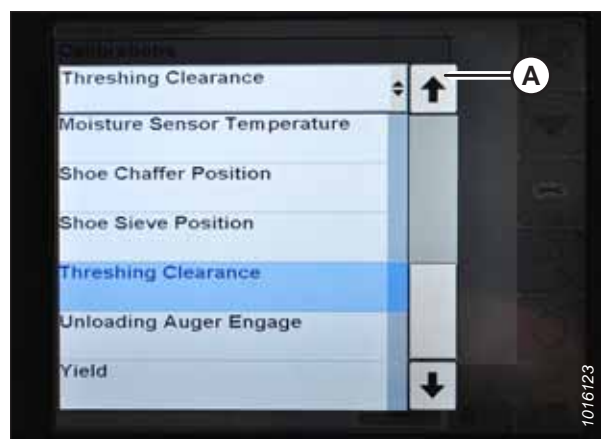 Calibrations
Threshing Clearance
A
Moisture Sensor Temperature
Shoe Chaffer Position
Shoe Sieve Position
Threshing Clearance
Unloading Auger Engage
Yield
1016123